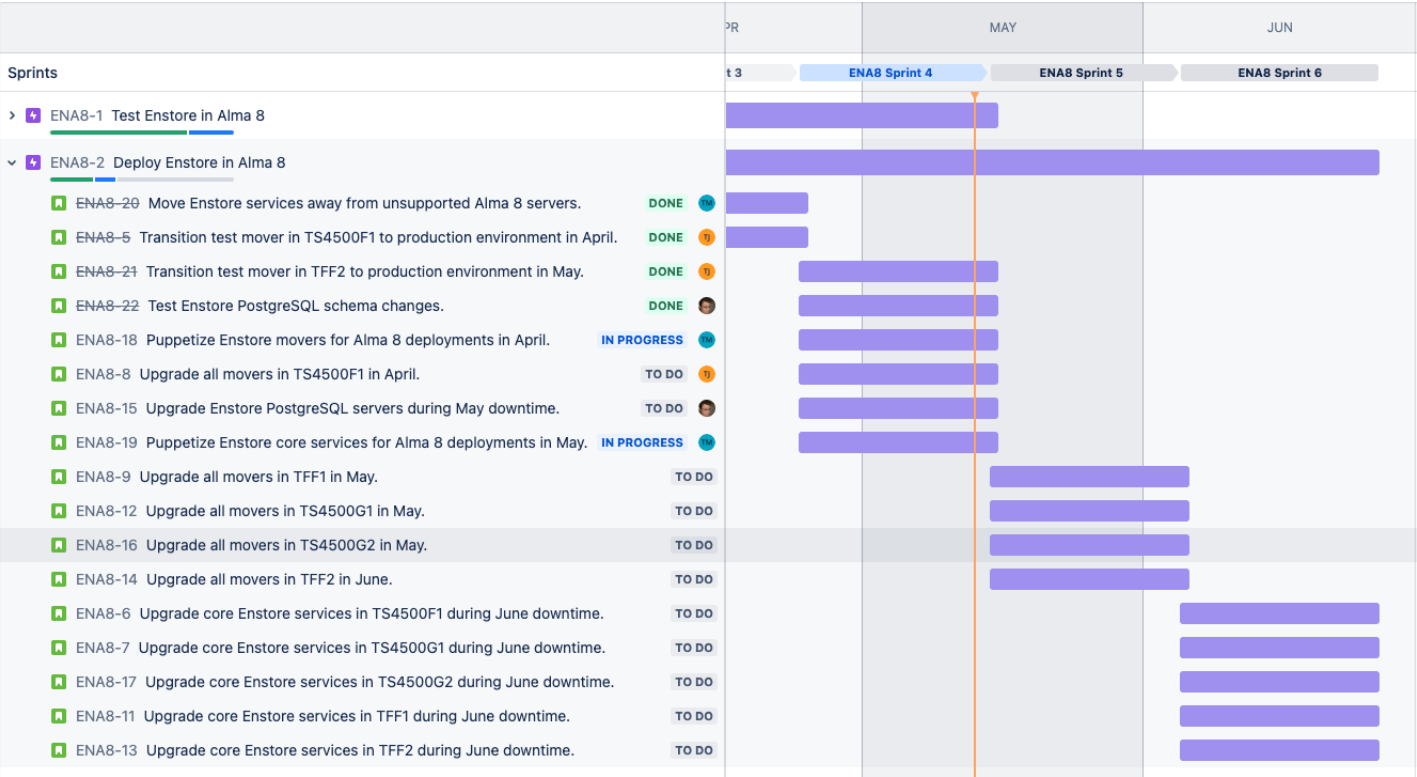 PR MAY JUN
Sprints t 3 ENA8 Sprint 4 ENA8 Sprint 5 ENA8 Sprint 6
ENA8-1 Test Enstore in Alma 8
ENA8-2 Deploy Enstore in Alma 8
ENA8-20 Move Enstore services away from unsupported Alma 8 servers. DONE TM
ENA8-5 Transition test mover in TS4500F1 to production environment in April. DONE TJ
ENA8-21 Transition test mover in TFF2 to production environment in May. DONE TJ
ENA8-22 Test Enstore PostgreSQL schema changes. DONE
ENA8-18 Puppetize Enstore movers for Alma 8 deployments in April. IN PROGRESS TM
ENA8-8 Upgrade all movers in TS4500F1 in April. TO DO TJ
ENA8-15 Upgrade Enstore PostgreSQL servers during May downtime. TO DO
ENA8-19 Puppetize Enstore core services for Alma 8 deployments in May. IN PROGRESS TM
ENA8-9 Upgrade all movers in TFF1 in May. TO DO
ENA8-12 Upgrade all movers in TS4500G1 in May. TO DO
ENA8-16 Upgrade all movers in TS4500G2 in May. TO DO
ENA8-14 Upgrade all movers in TFF2 in June. TO DO
ENA8-6 Upgrade core Enstore services in TS4500F1 during June downtime. TO DO
ENA8-7 Upgrade core Enstore services in TS4500G1 during June downtime. TO DO
ENA8-17 Upgrade core Enstore services in TS4500G2 during June downtime. TO DO
ENA8-11 Upgrade core Enstore services in TFF1 during June downtime. TO DO
ENA8-13 Upgrade core Enstore services in TFF2 during June downtime. TO DO